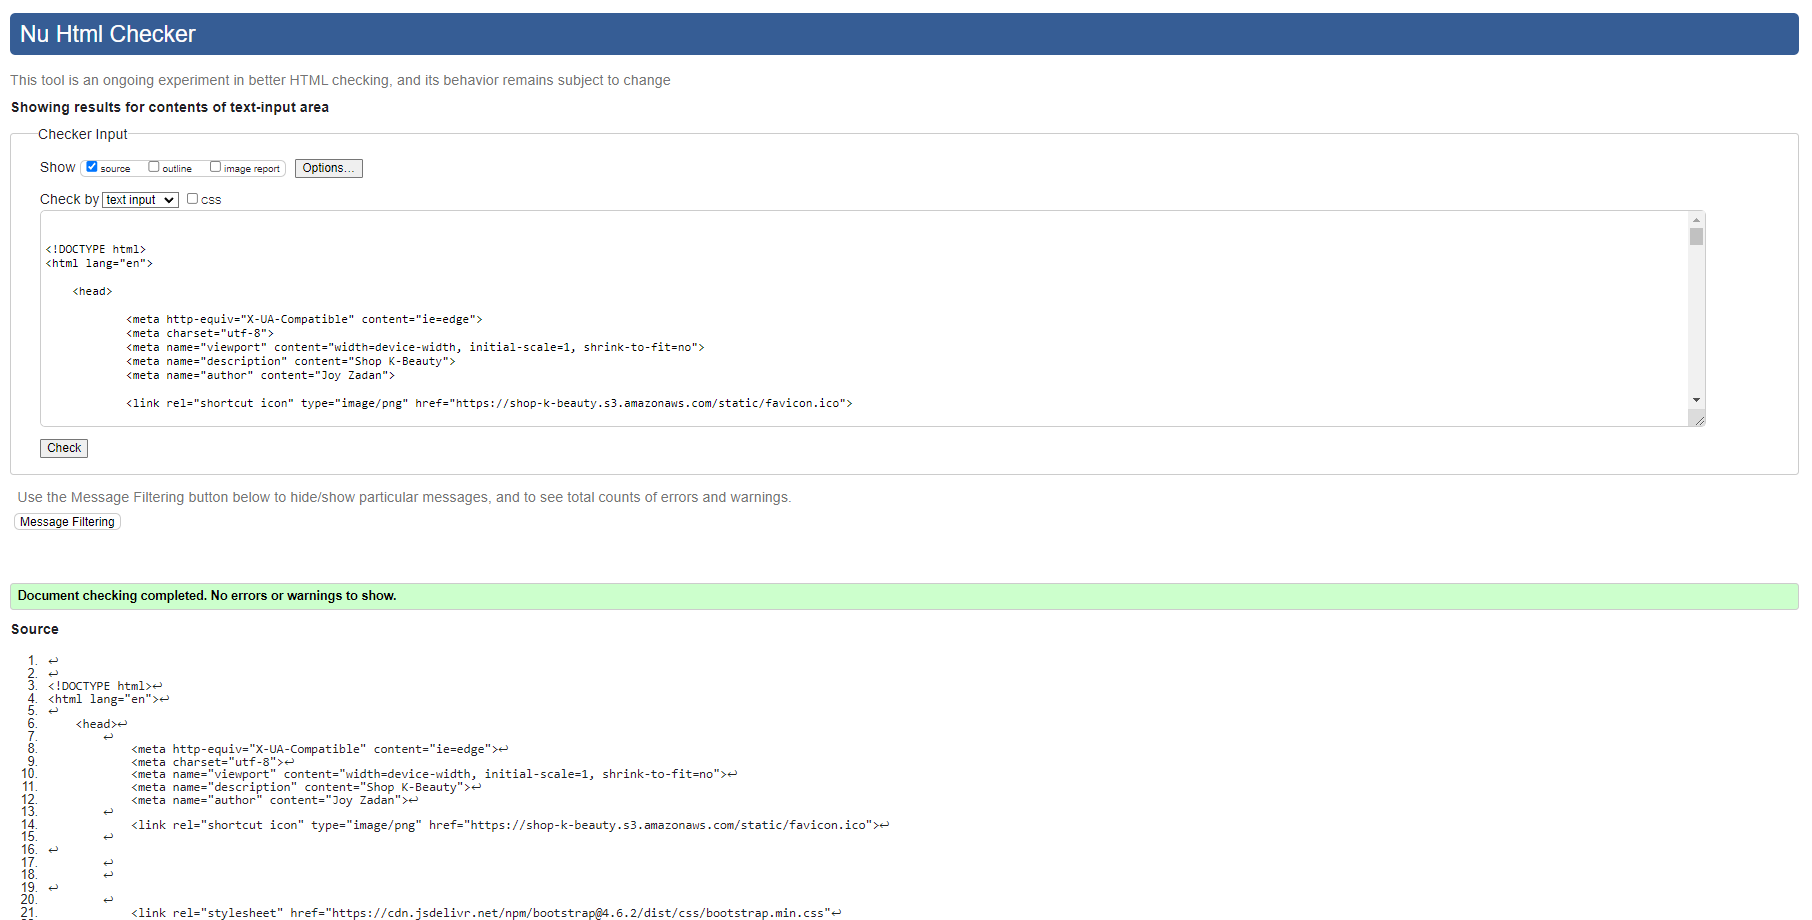 Nu Html Checker
This tool is an ongoing experiment in better HTML checking, and its behavior remains subject to change
Showing results for contents of text-input area
Checker Input
Show source outline image report Options...
Check by text input css
<!DOCTYPE html>
<html lang="en">
<head>
<meta http-equiv="X-UA-Compatible" content="ie=edge">
<meta charset="utf-8">
<meta name="viewport" content="width=device-width, initial-scale=1, shrink-to-fit=no">
<meta name="description" content="Shop K-Beauty">
<meta name="author" content="Joy Zadan">
<link rel="shortcut icon" type="image/png" href="https://shop-k-beauty.s3.amazonaws.com/static/favicon.ico">
Check
Use the Message Filtering button below to hide/show particular messages, and to see total counts of errors and warnings.
Message Filtering
Document checking completed. No errors or warnings to show.
Source
1. ↩
2. ↩
3. <!DOCTYPE html>↩
4. <html lang="en">↩
5. ↩
6. <head>↩
7. ↩
8. <meta http-equiv="X-UA-Compatible" content="ie=edge">↩
9. <meta charset="utf-8">↩
10. <meta name="viewport" content="width=device-width, initial-scale=1, shrink-to-fit=no">↩
11. <meta name="description" content="Shop K-Beauty">↩
12. <meta name="author" content="Joy Zadan">↩
13. ↩
14. <link rel="shortcut icon" type="image/png" href="https://shop-k-beauty.s3.amazonaws.com/static/favicon.ico">↩
15. ↩
16. ↩
17. ↩
18. ↩
19. ↩
20. ↩
21. <link rel="stylesheet" href="https://cdn.jsdelivr.net/npm/bootstrap@4.6.2/dist/css/bootstrap.min.css"↩